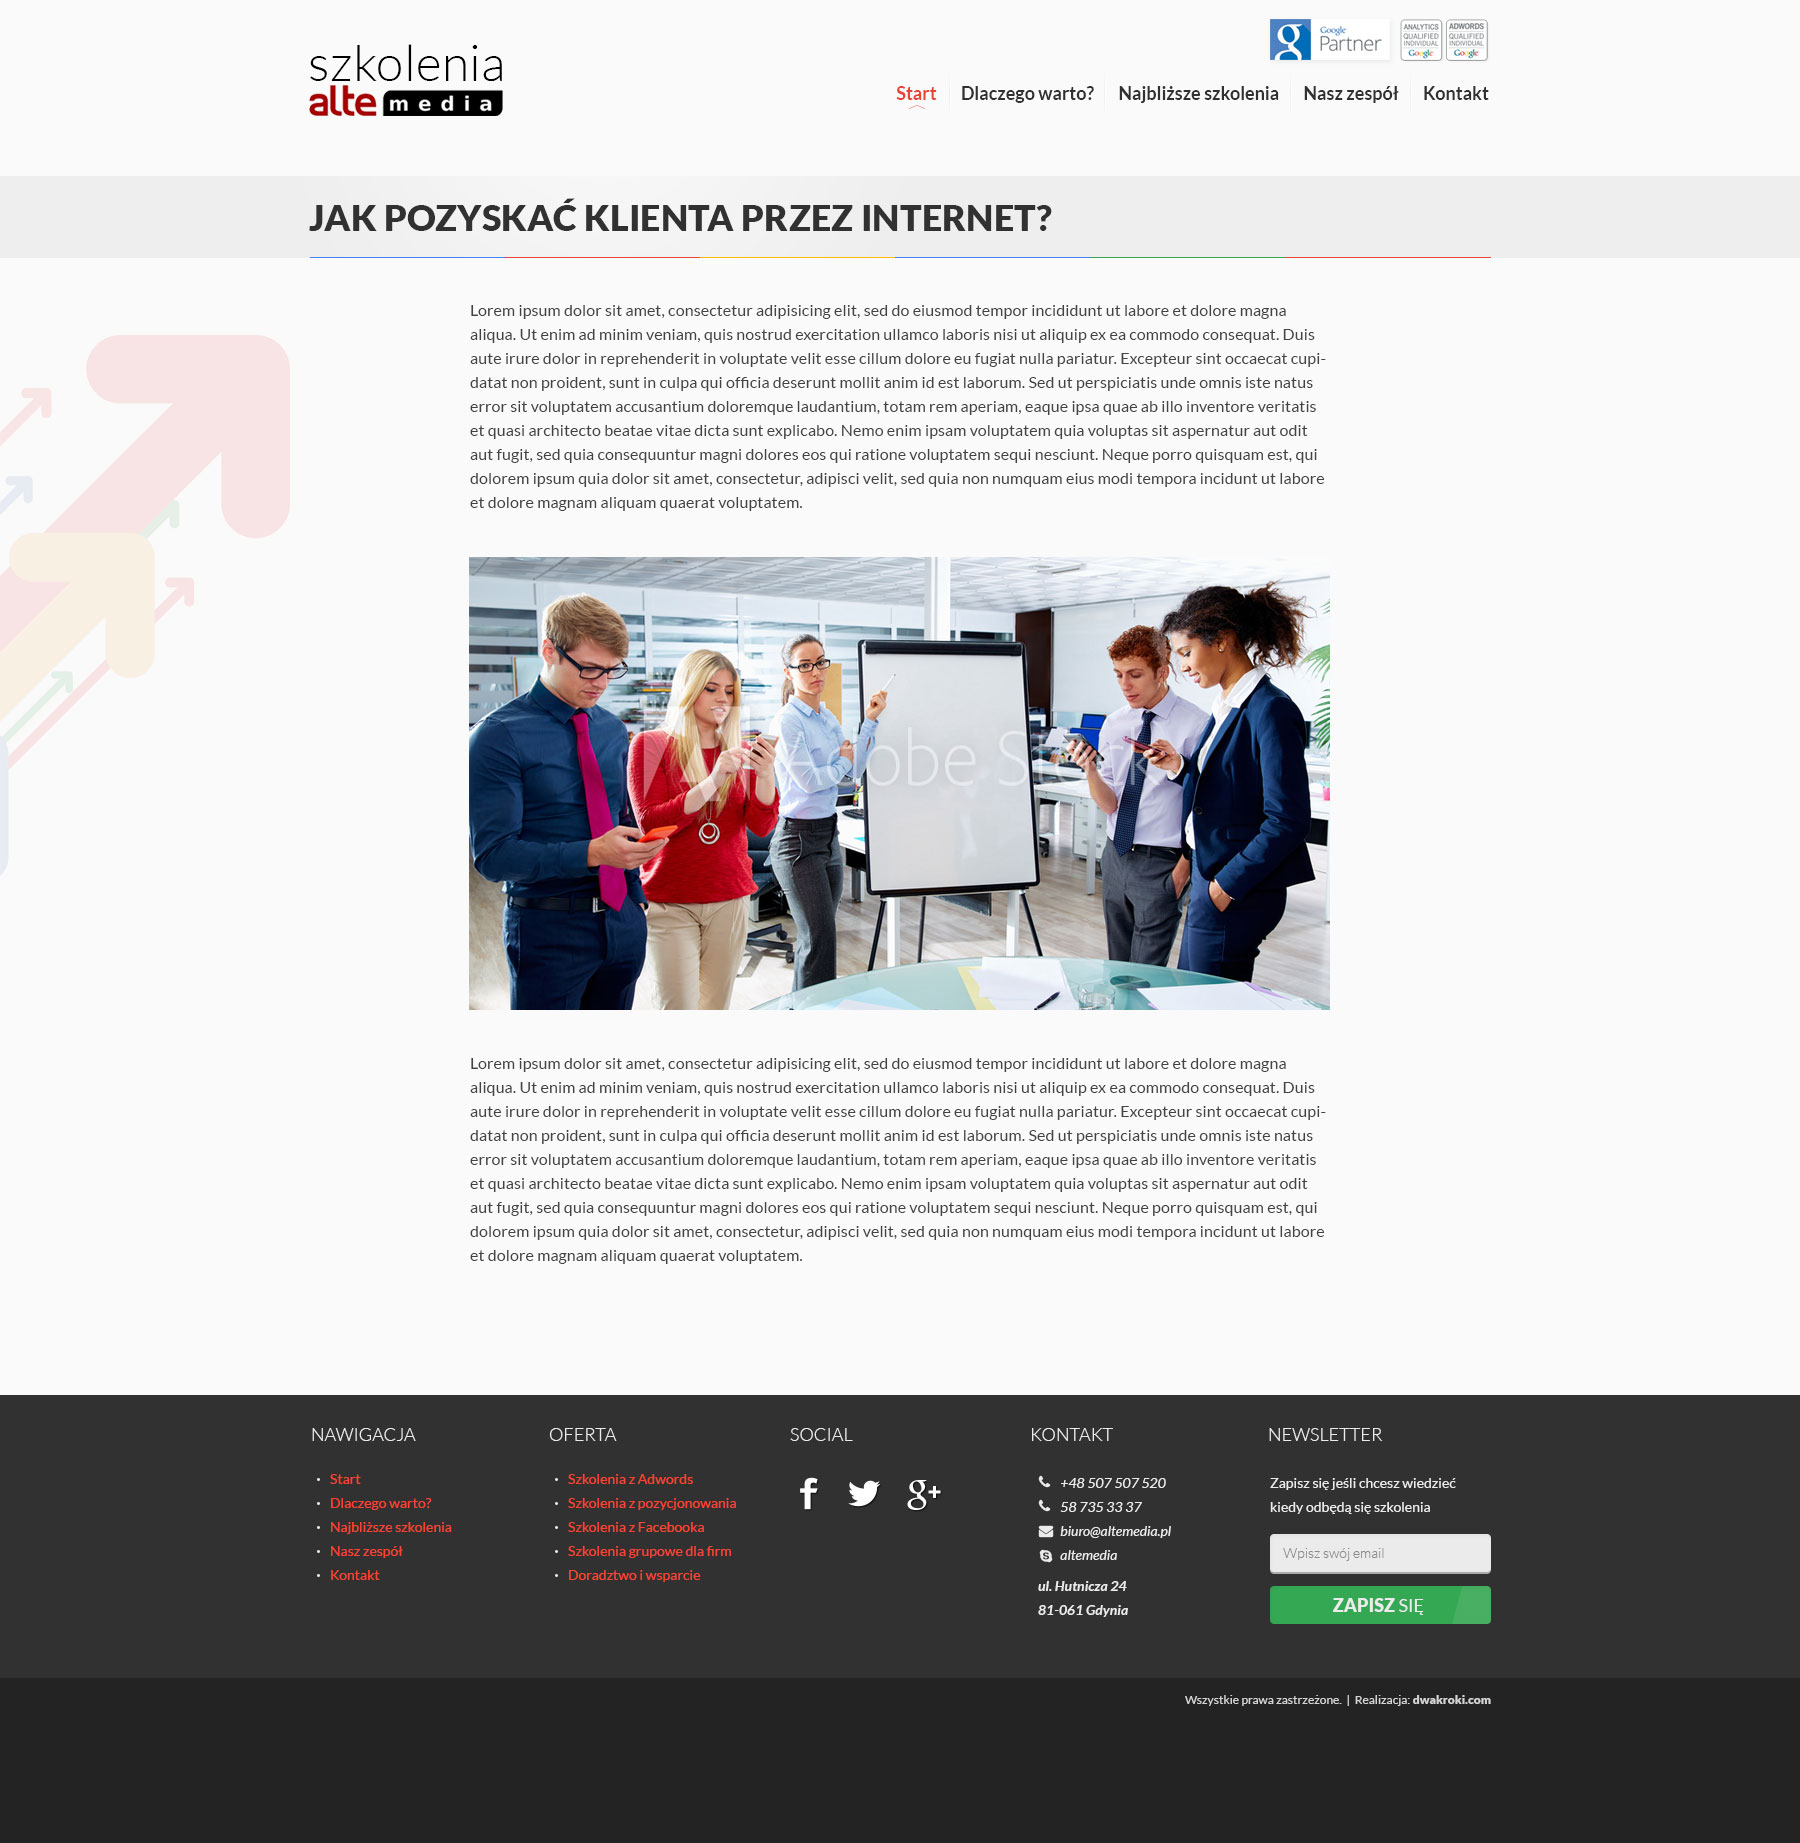 szkolenia
alte media
Google
Partner
ANALYTICS
QUALIFIED
INDIVIDUAL
Google
ADWORDS
QUALIFIED
INDIVIDUAL
Google
Start
Dlaczego warto?
Najbliższe szkolenia
Nasz zespół
Kontakt
JAK POZYSKAĆ KLIENTA PRZEZ INTERNET?
Lorem ipsum dolor sit amet, consectetur adipisicing elit, sed do eiusmod tempor incididunt ut labore et dolore magna
aliqua. Ut enim ad minim veniam, quis nostrud exercitation ullamco laboris nisi ut aliquip ex ea commodo consequat. Duis
aute irure dolor in reprehenderit in voluptate velit esse cillum dolore eu fugiat nulla pariatur. Excepteur sint occaecat cupi-
datat non proident, sunt in culpa qui officia deserunt mollit anim id est laborum. Sed ut perspiciatis unde omnis iste natus
error sit voluptatem accusantium doloremque laudantium, totam rem aperiam, eaque ipsa quae ab illo inventore veritatis
et quasi architecto beatae vitae dicta sunt explicabo. Nemo enim ipsam voluptatem quia voluptas sit aspernatur aut odit
aut fugit, sed quia consequuntur magni dolores eos qui ratione voluptatem sequi nesciunt. Neque porro quisquam est, qui
dolorem ipsum quia dolor sit amet, consectetur, adipisci velit, sed quia non numquam eius modi tempora incidunt ut labore
et dolore magnam aliquam quaerat voluptatem.
Adobe Stock
Lorem ipsum dolor sit amet, consectetur adipisicing elit, sed do eiusmod tempor incididunt ut labore et dolore magna
aliqua. Ut enim ad minim veniam, quis nostrud exercitation ullamco laboris nisi ut aliquip ex ea commodo consequat. Duis
aute irure dolor in reprehenderit in voluptate velit esse cillum dolore eu fugiat nulla pariatur. Excepteur sint occaecat cupi-
datat non proident, sunt in culpa qui officia deserunt mollit anim id est laborum. Sed ut perspiciatis unde omnis iste natus
error sit voluptatem accusantium doloremque laudantium, totam rem aperiam, eaque ipsa quae ab illo inventore veritatis
et quasi architecto beatae vitae dicta sunt explicabo. Nemo enim ipsam voluptatem quia voluptas sit aspernatur aut odit
aut fugit, sed quia consequuntur magni dolores eos qui ratione voluptatem sequi nesciunt. Neque porro quisquam est, qui
dolorem ipsum quia dolor sit amet, consectetur, adipisci velit, sed quia non numquam eius modi tempora incidunt ut labore
et dolore magnam aliquam quaerat voluptatem.
NAWIGACJA
• Start
• Dlaczego warto?
• Najbliższe szkolenia
• Nasz zespół
• Kontakt
OFERTA
• Szkolenia z Adwords
• Szkolenia z pozycjonowania
• Szkolenia z Facebooka
• Szkolenia grupowe dla firm
• Doradztwo i wsparcie
SOCIAL
KONTAKT
+48 507 507 520
58 735 33 37
biuro@altemedia.pl
altemedia
ul. Hutnicza 24
81-061 Gdynia
NEWSLETTER
Zapisz się jeśli chcesz wiedzieć
kiedy odbędą się szkolenia
Wpisz swój email
ZAPISZ SIĘ
Wszystkie prawa zastrzeżone. | Realizacja: dwakroki.com